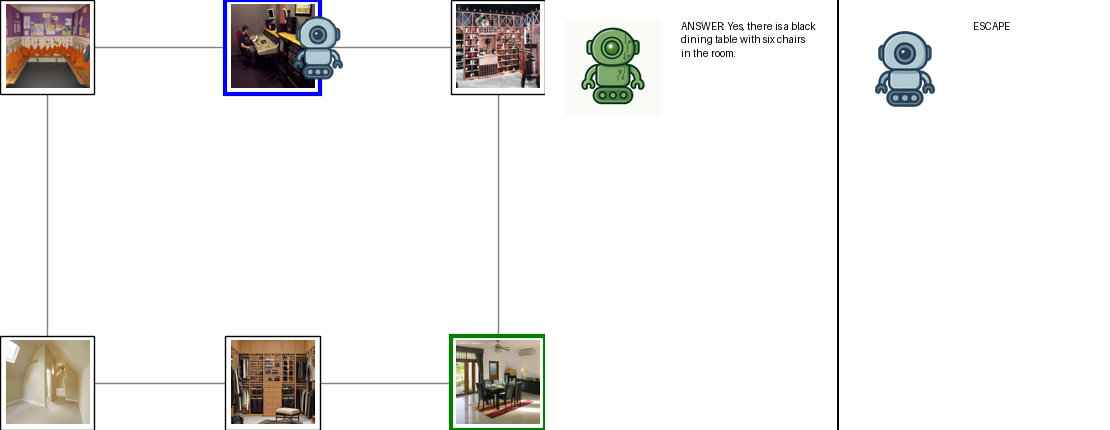 ANSWER: Yes, there is a black
dining table with six chairs
in the room.
ESCAPE